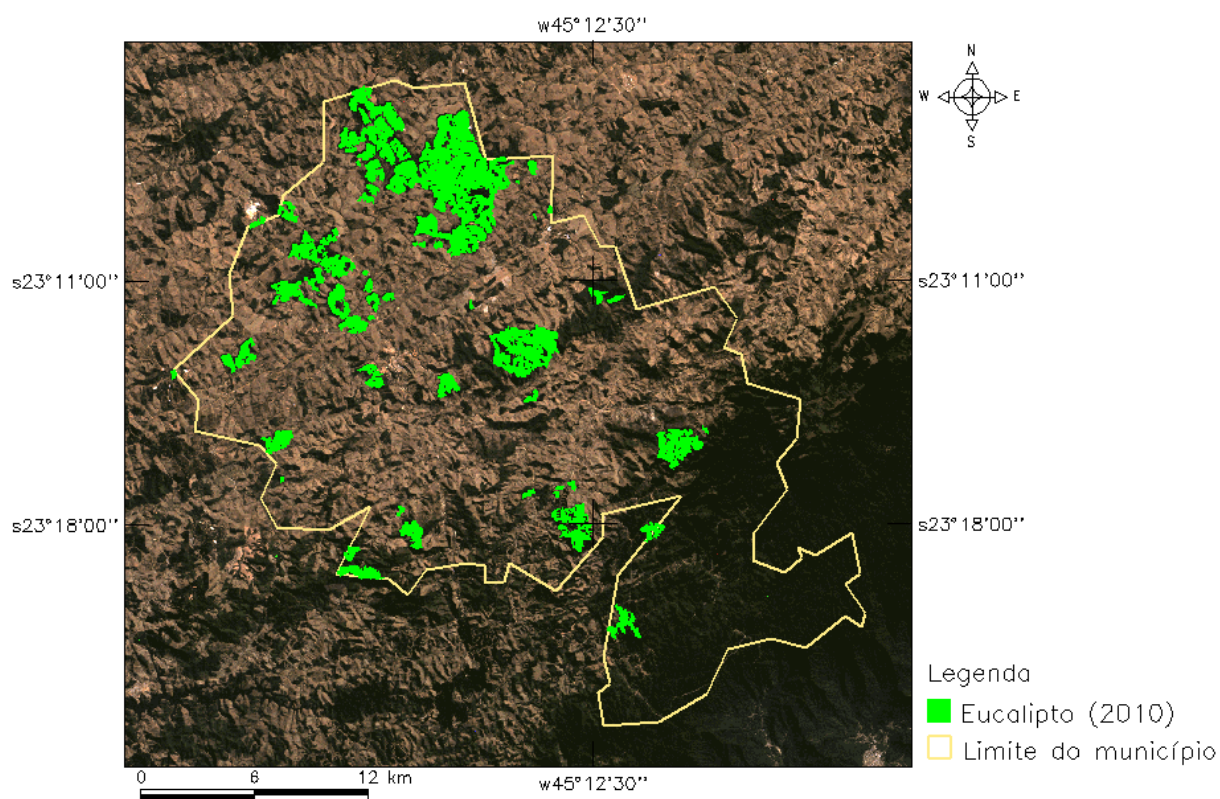 w45°12'30"
N
W E
S
s23°11'00" s23°11'00"
s23°18'00" s23°18'00"
Legenda
Eucalipto (2010)
Limite do município
0 6 12 km
w45°12'30"